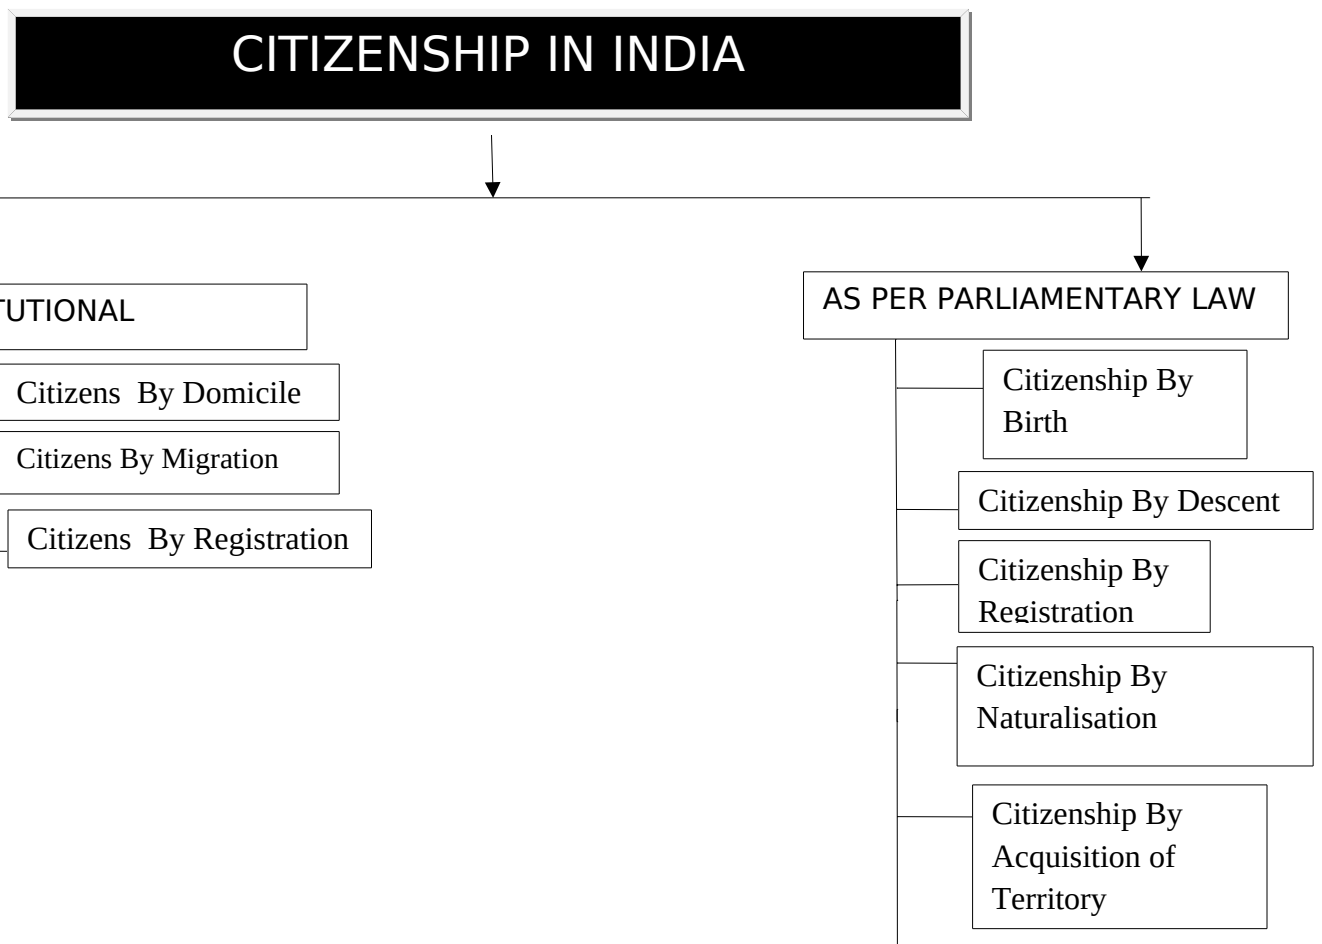 CITIZENSHIP IN INDIA
TUTIONAL
Citizens  By Domicile
Citizens By Migration
Citizens  By Registration
AS PER PARLIAMENTARY LAW
Citizenship By
Birth
Citizenship By Descent
Citizenship By
Registration
Citizenship By
Naturalisation
Citizenship By
Acquisition of
Territory